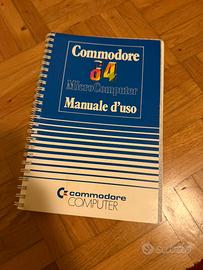 Commodore
64
MicroComputer
Manuale d'uso
commodore
COMPUTER
subito